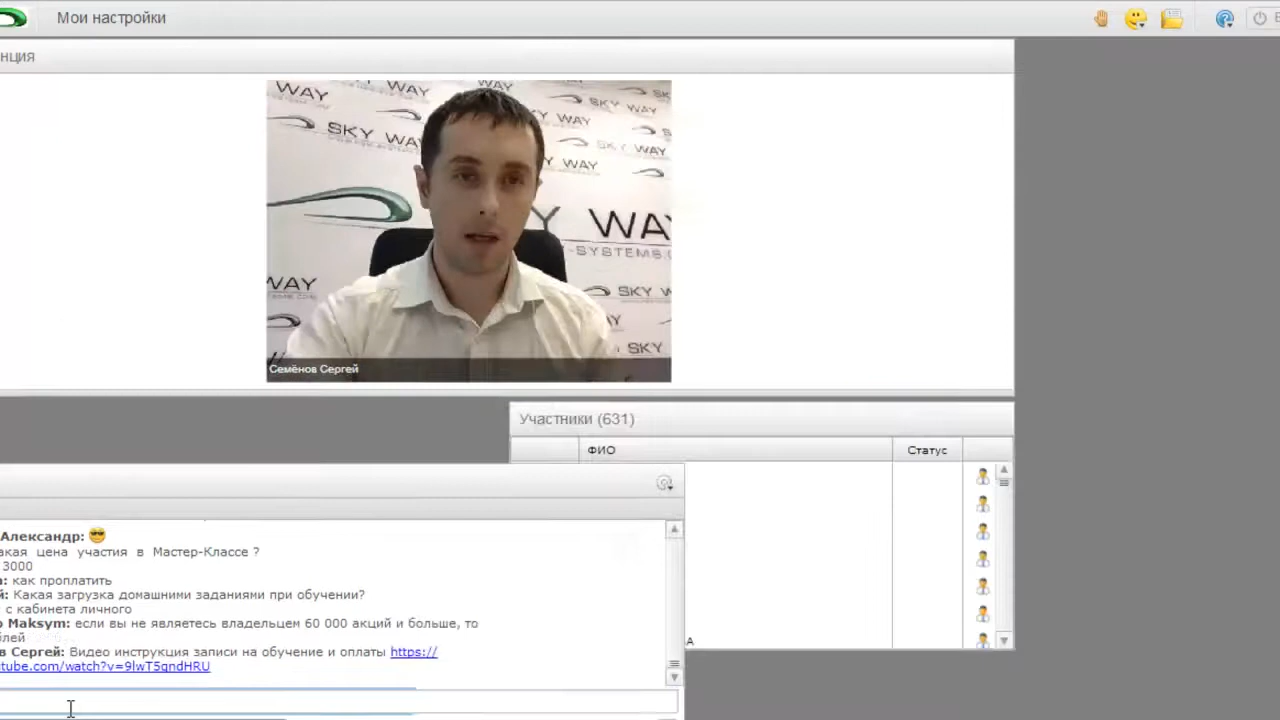 Мои настройки
нция
WAY
SKY WAY
SKY WAY
WAY
SKY WAY
WAY
-SYSTEMS.
WAY
SKY
SKY
Семёнов Сергей
Участники (631)
ФИО
Статус
Александр:
акая цена участия в Мастер-Классе ?
3000
: как проплатить
й: Какая загрузка домашними заданиями при обучении?
с кабинета личного
о Maksym: если вы не являетесь владельцем 60 000 акций и больше, то
блей
в Сергей: Видео инструкция записи на обучение и оплаты https://
tube.com/watch?v=9lwT5gndHRU
А